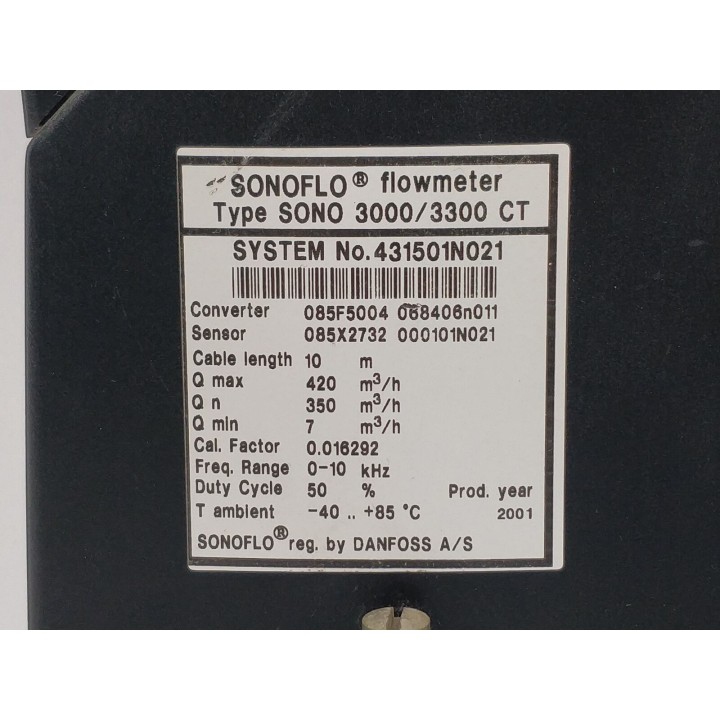 SONOFLO® flowmeter
Type SONO 3000/3300 CT
SYSTEM No.431501N021
Converter 085F5004 068406n011
Sensor 085X2732 000101N021
Cable length 10 m
Q max 420 m³/h
Q n 350 m³/h
Q min 7 m³/h
Cal. Factor 0.016292
Freq. Range 0-10 kHz
Duty Cycle 50 % Prod. year
T ambient -40 .. +85 °C 2001
SONOFLO® reg. by DANFOSS A/S